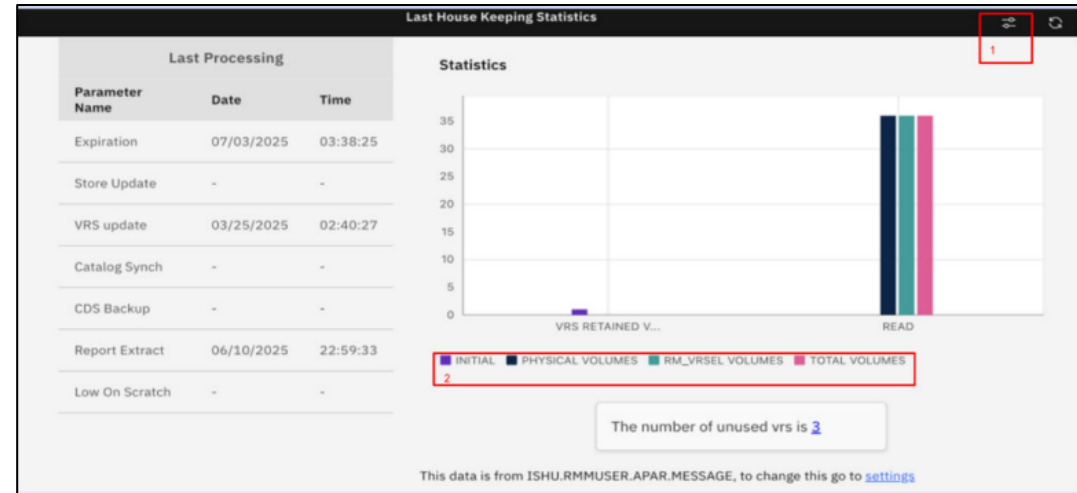 Last House Keeping Statistics
1
Last Processing
Parameter Name Date Time
Expiration 07/03/2025 03:38:25
Store Update - -
VRS update 03/25/2025 02:40:27
Catalog Synch - -
CDS Backup - -
Report Extract 06/10/2025 22:59:33
Low On Scratch - -
Statistics
35
30
25
20
15
10
5
0
VRS RETAINED V... READ
INITIAL PHYSICAL VOLUMES RM_VRSEL VOLUMES TOTAL VOLUMES
2
The number of unused vrs is 3
This data is from ISHU.RMMUSER.APAR.MESSAGE, to change this go to settings